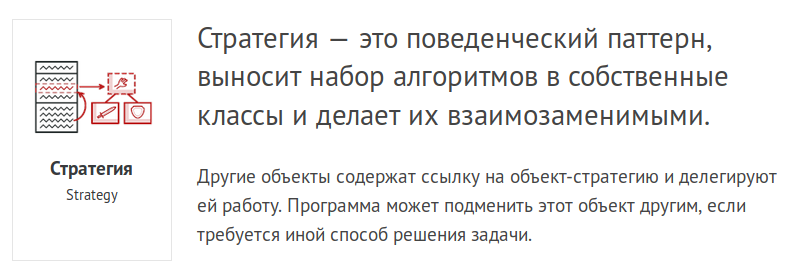 Стратегия
Strategy
Стратегия — это поведенческий паттерн,
выносит набор алгоритмов в собственные
классы и делает их взаимозаменимыми.
Другие объекты содержат ссылку на объект-стратегию и делегируют
ей работу. Программа может подменить этот объект другим, если
требуется иной способ решения задачи.